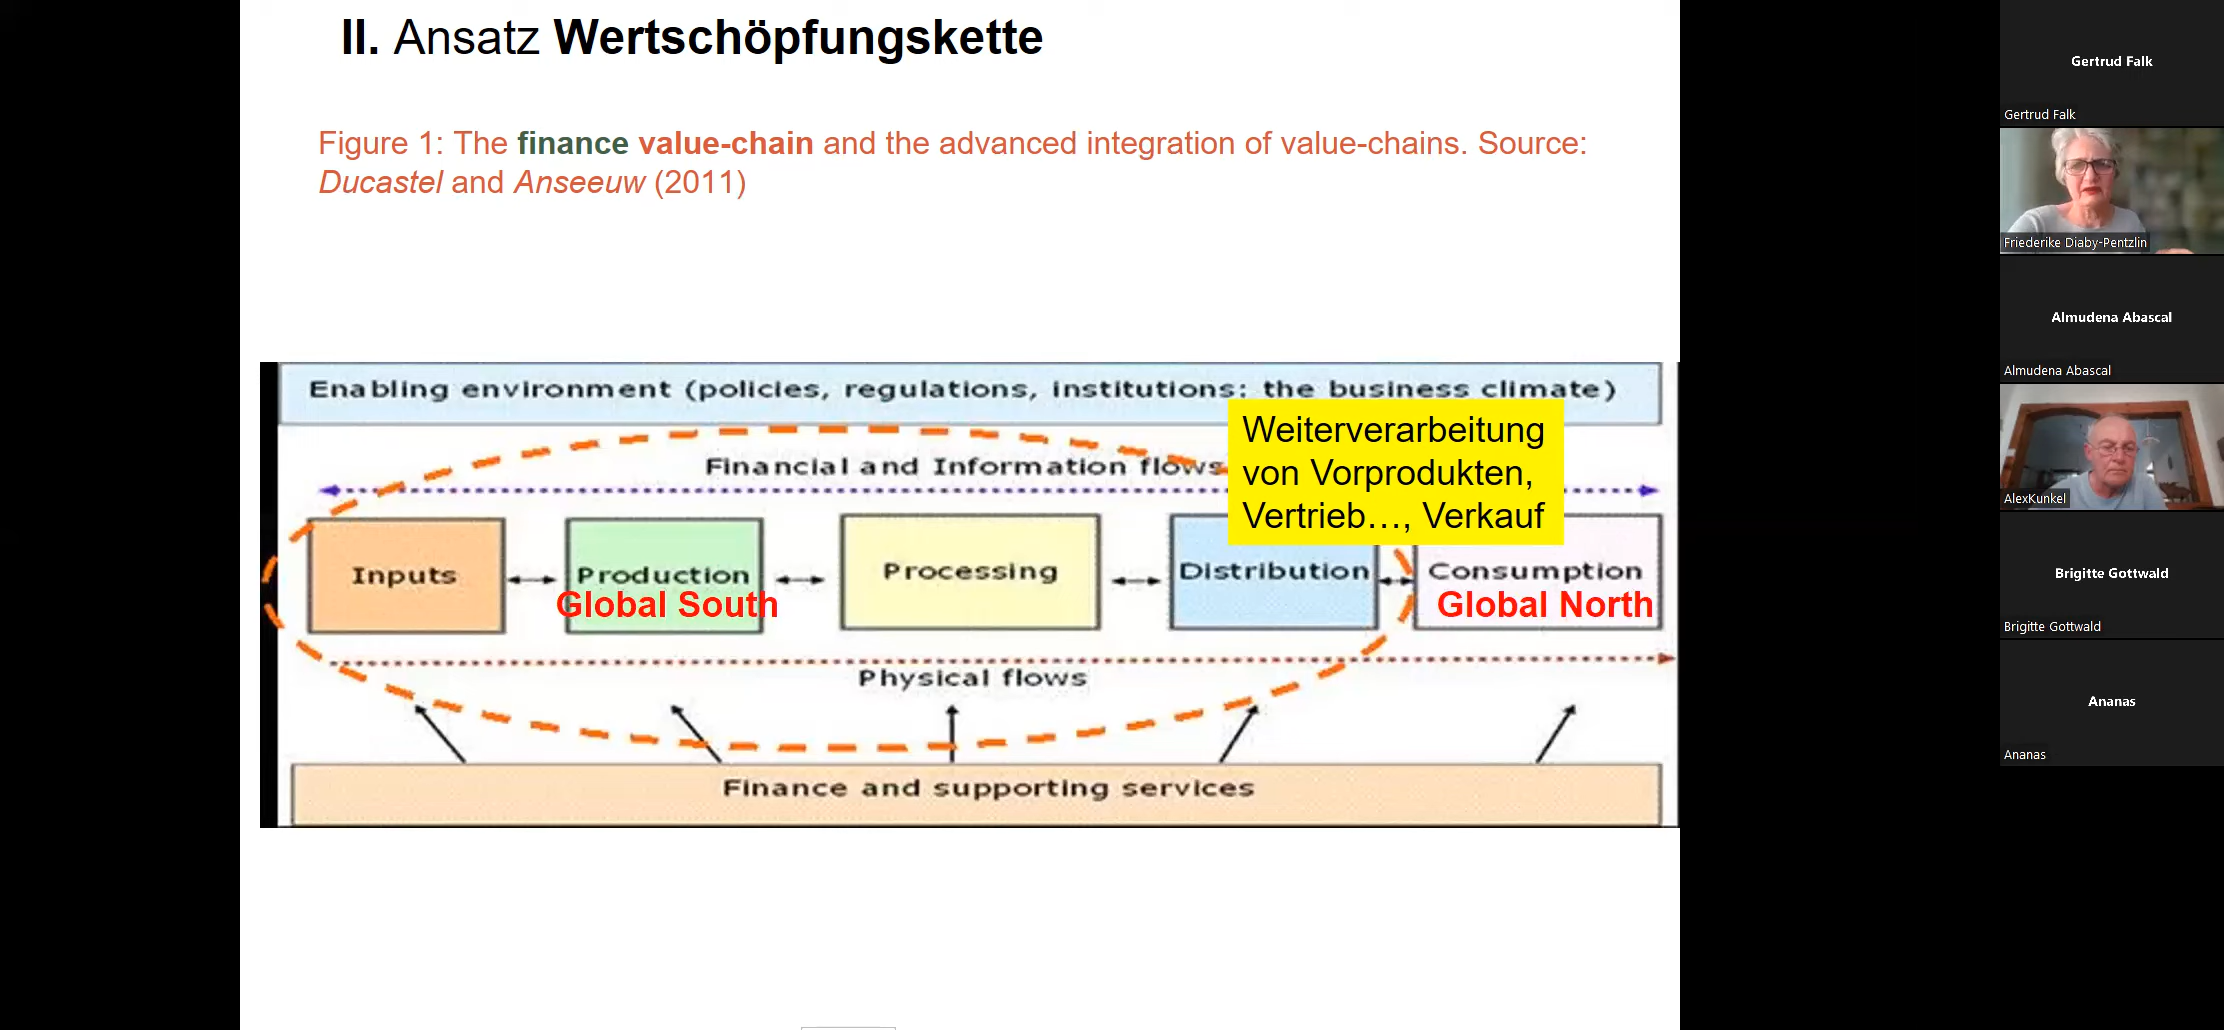 II. Ansatz Wertschöpfungskette
Figure 1: The finance value-chain and the advanced integration of value-chains. Source:
Ducastel and Anseeuw (2011)
Enabling environment (policies, regulations, institutions; the business climate)
Financial and Information flows
Weiterverarbeitung
von Vorprodukten,
Vertrieb…, Verkauf
Inputs
Production
Global South
Processing
Distribution
Consumption
Global North
Physical flows
Finance and supporting services
Gertrud Falk
Gertrud Falk
Friederike Diaby-Pentzlin
Almudena Abascal
Almudena Abascal
AlexKunkel
Brigitte Gottwald
Brigitte Gottwald
Ananas
Ananas